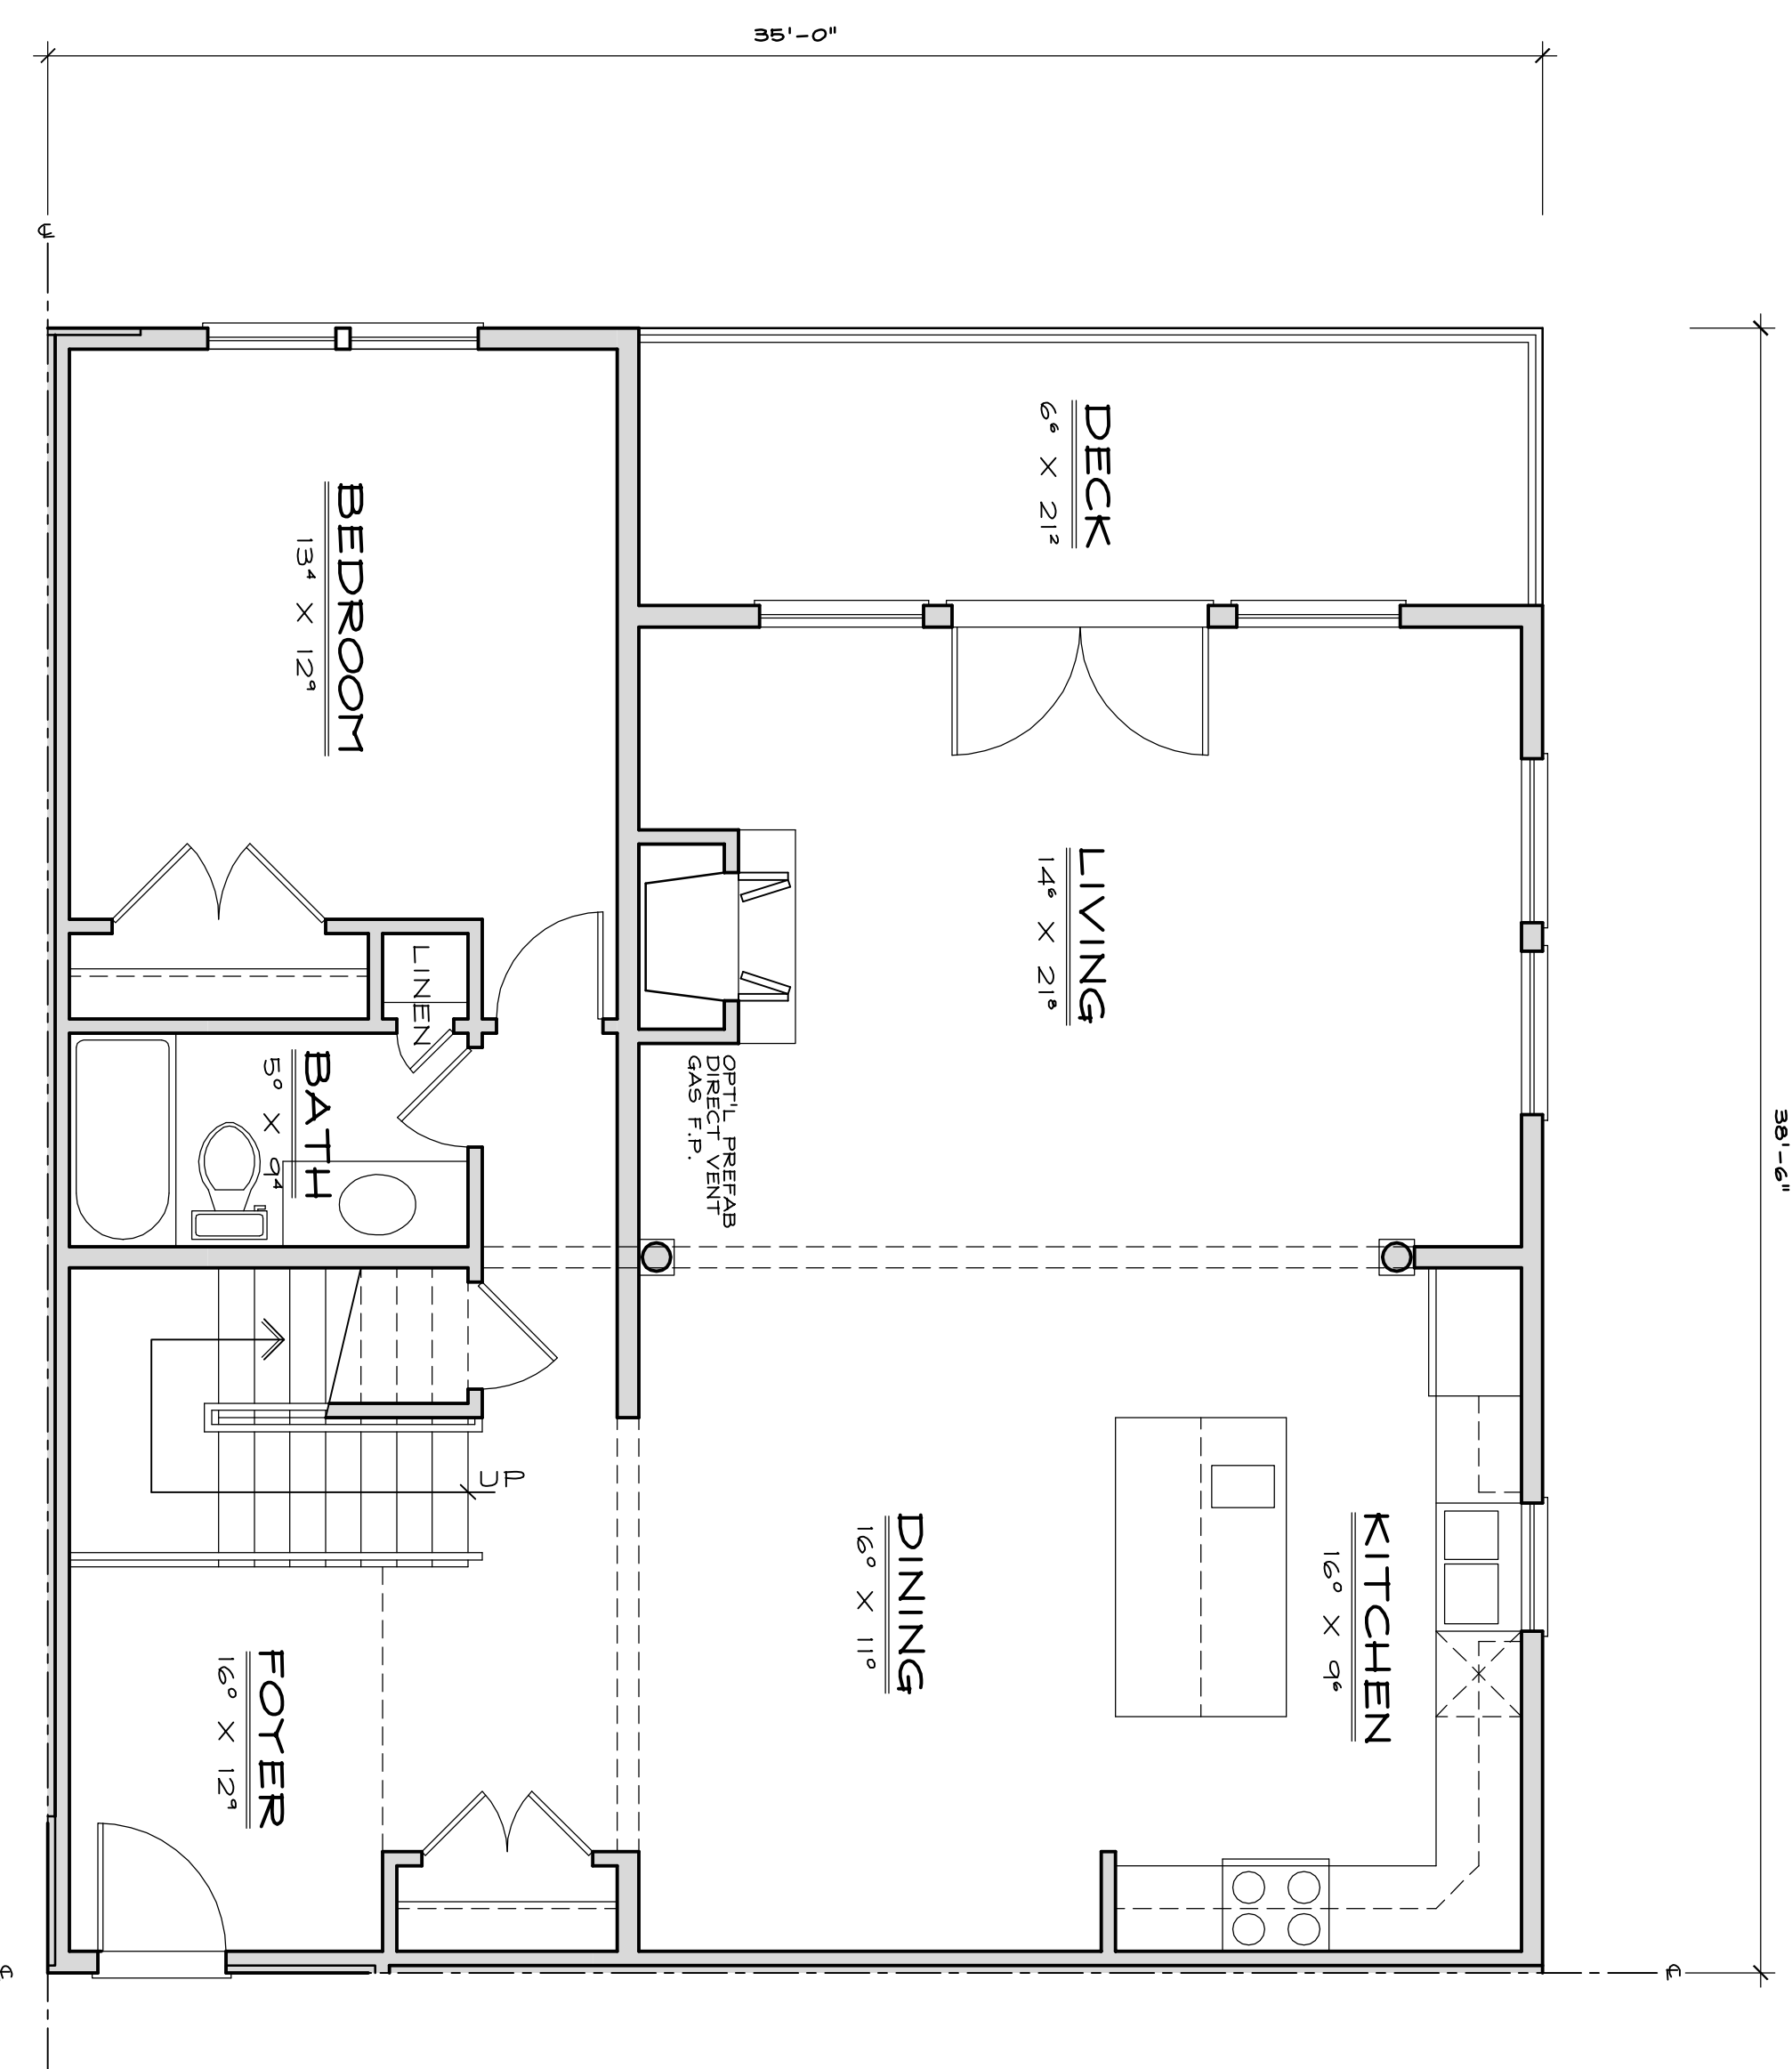 35'-0"
38'-6"
DECK
6⁶ X 21²
BEDROOM
13⁴ X 12⁹
LIVING
14⁶ X 21⁸
LINEN
BATH
5⁰ X 9⁴
OPT'L PREFAB
DIRECT VENT
GAS F.P.
UP
DINING
16⁰ X 11⁰
KITCHEN
16⁰ X 9⁶
FOYER
16⁰ X 12⁹